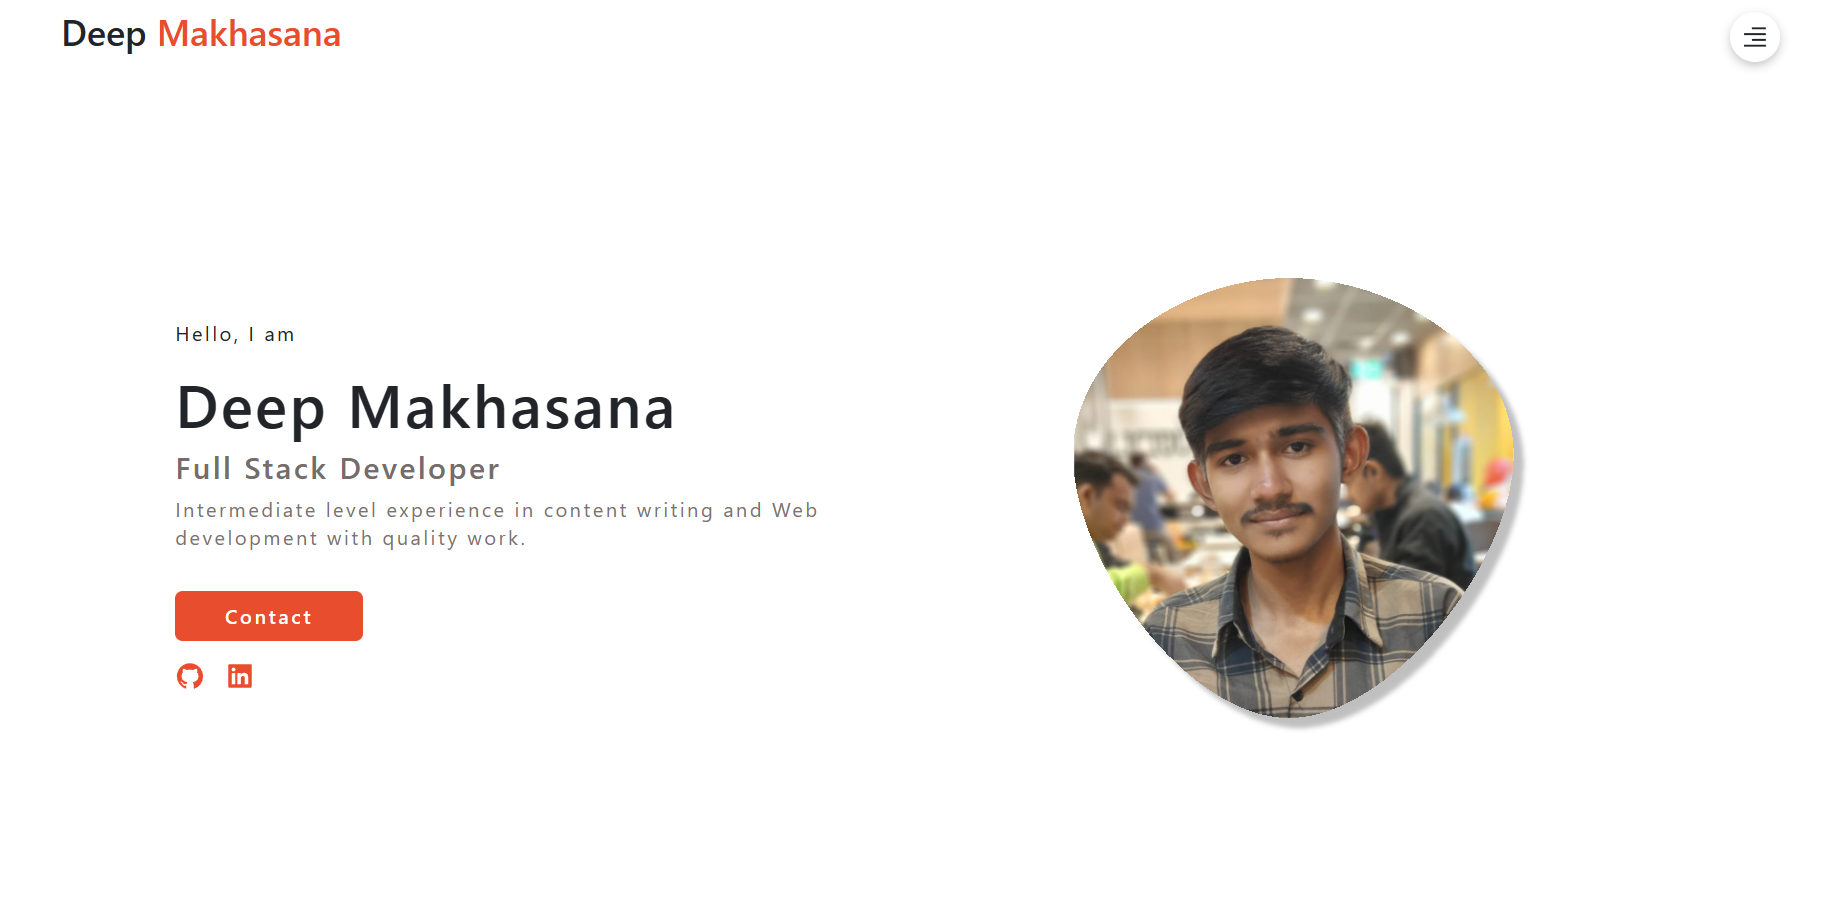 Deep Makhasana
Hello, I am
Deep Makhasana
Full Stack Developer
Intermediate level experience in content writing and Web
development with quality work.
Contact